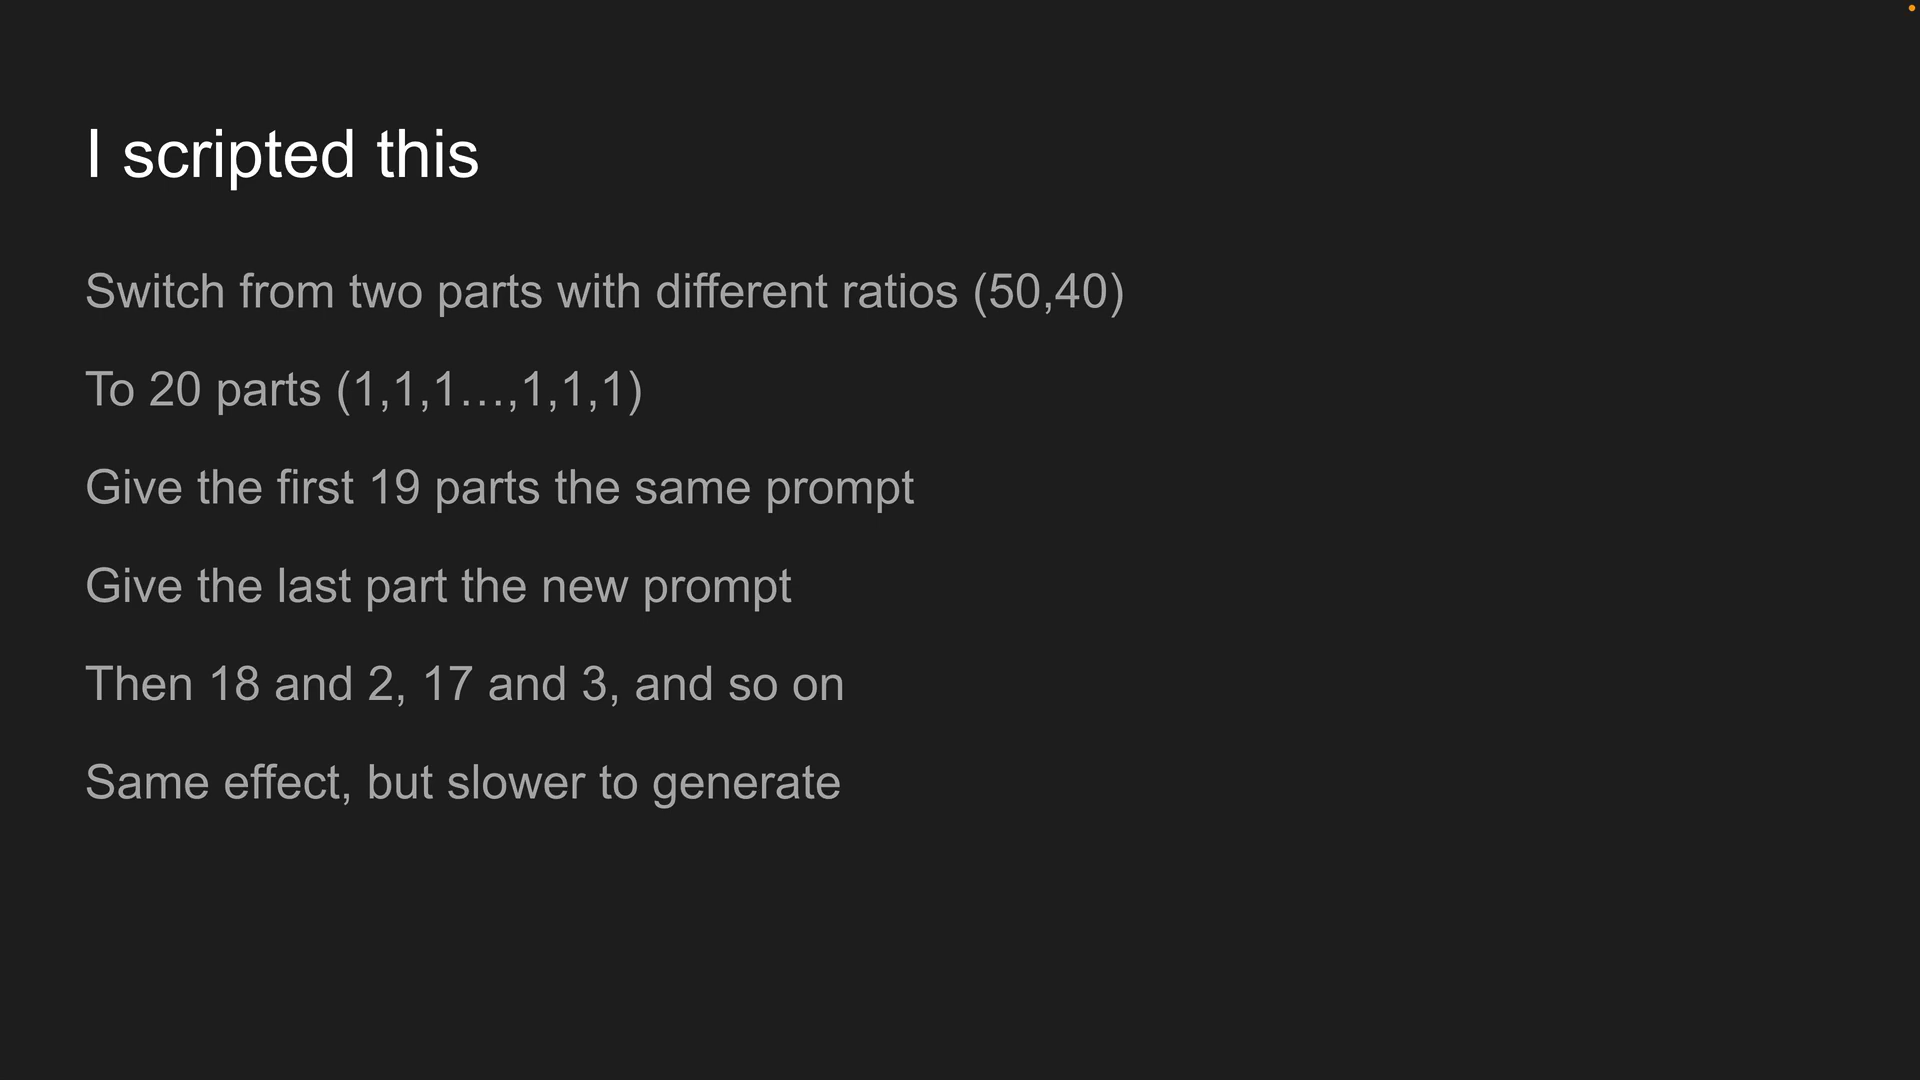 I scripted this
Switch from two parts with different ratios (50,40)
To 20 parts (1,1,1…,1,1,1)
Give the first 19 parts the same prompt
Give the last part the new prompt
Then 18 and 2, 17 and 3, and so on
Same effect, but slower to generate